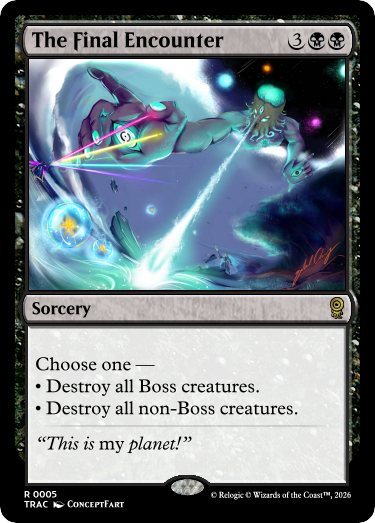 The Final Encounter 3
Sorcery
Choose one —
• Destroy all Boss creatures.
• Destroy all non-Boss creatures.
“This is my planet!”
R 0005
TRAC ConceptFart
© Relogic © Wizards of the Coast™, 2026